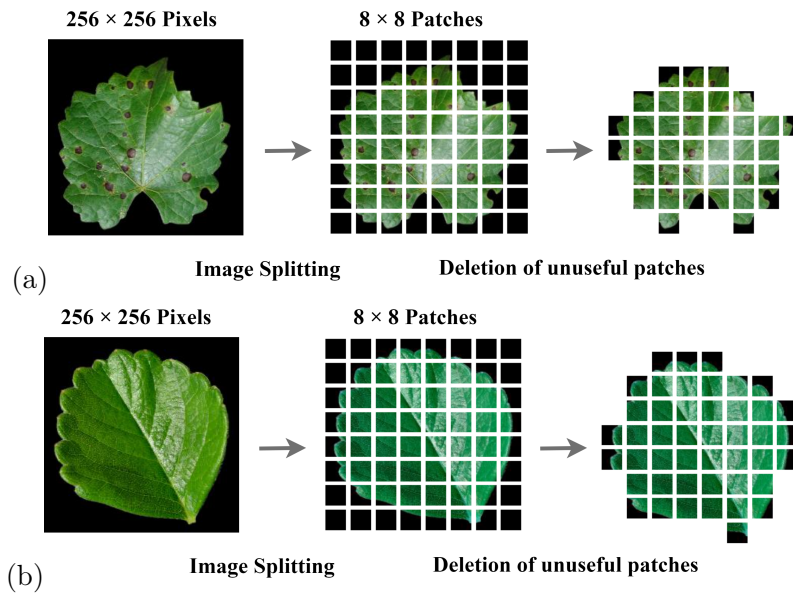 256 × 256 Pixels
8 × 8 Patches
Image Splitting
Deletion of unuseful patches
(a)
256 × 256 Pixels
8 × 8 Patches
Image Splitting
Deletion of unuseful patches
(b)